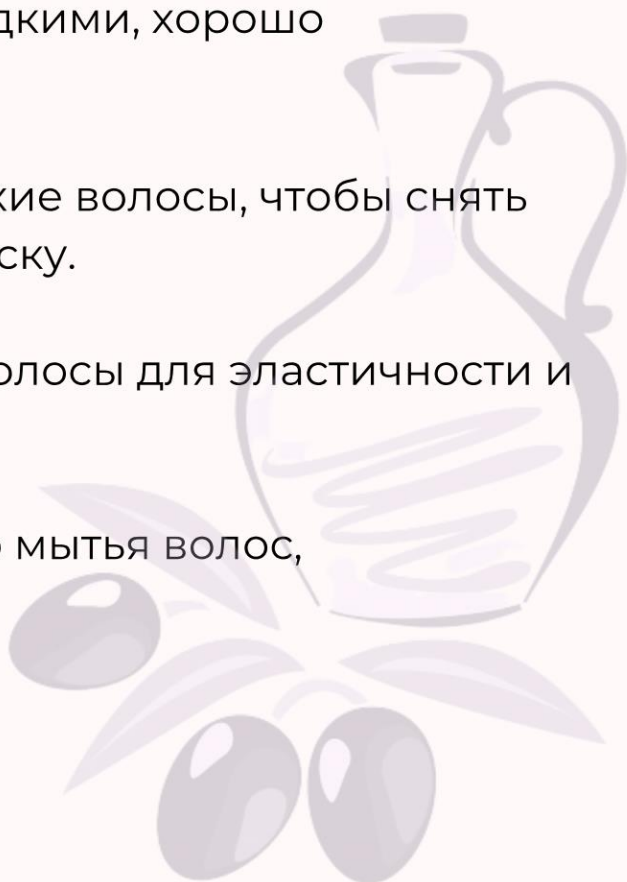 дкими, хорошо
кие волосы, чтобы снять
ску.
олосы для эластичности и
о мытья волос,